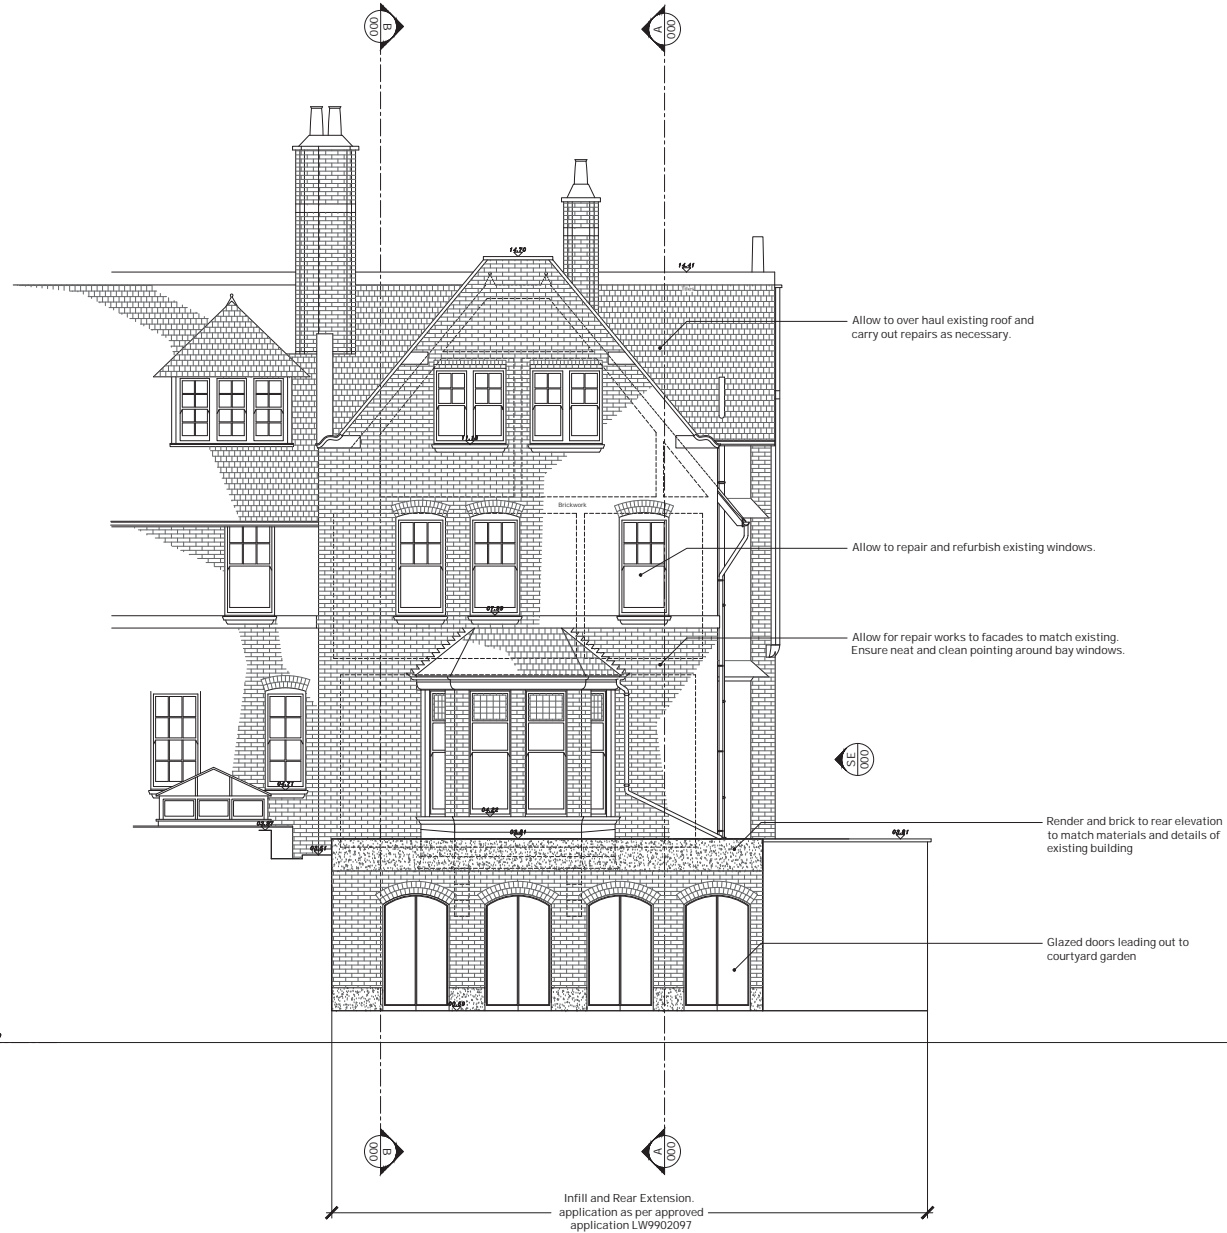 B
000
A
000
14.70
14.41
Tiles
Allow to over haul existing roof and
carry out repairs as necessary.
Brickwork
Allow to repair and refurbish existing windows.
Allow for repair works to facades to match existing.
Ensure neat and clean pointing around bay windows.
SE
000
Render and brick to rear elevation
to match materials and details of
existing building
Glazed doors leading out to
courtyard garden
B
000
A
000
Infill and Rear Extension.
application as per approved
application LW9902097